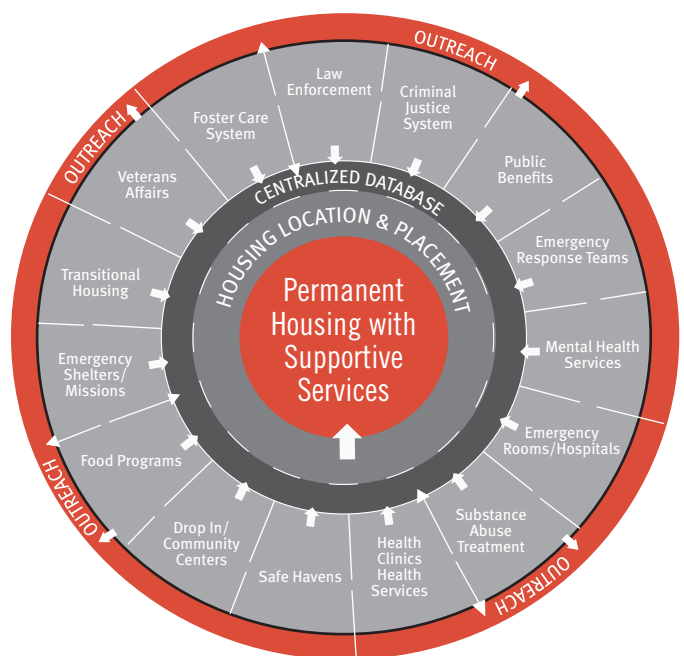 OUTREACH
OUTREACH
OUTREACH
OUTREACH
Law
Enforcement
Criminal
Justice
System
Public
Benefits
Emergency
Response Teams
Mental Health
Services
Emergency
Rooms/Hospitals
Substance
Abuse
Treatment
Health
Clinics
Health
Services
Safe Havens
Drop In/
Community
Centers
Food Programs
Emergency
Shelters/
Missions
Transitional
Housing
Veterans
Affairs
Foster Care
System
CENTRALIZED DATABASE
HOUSING LOCATION & PLACEMENT
Permanent
Housing with
Supportive
Services